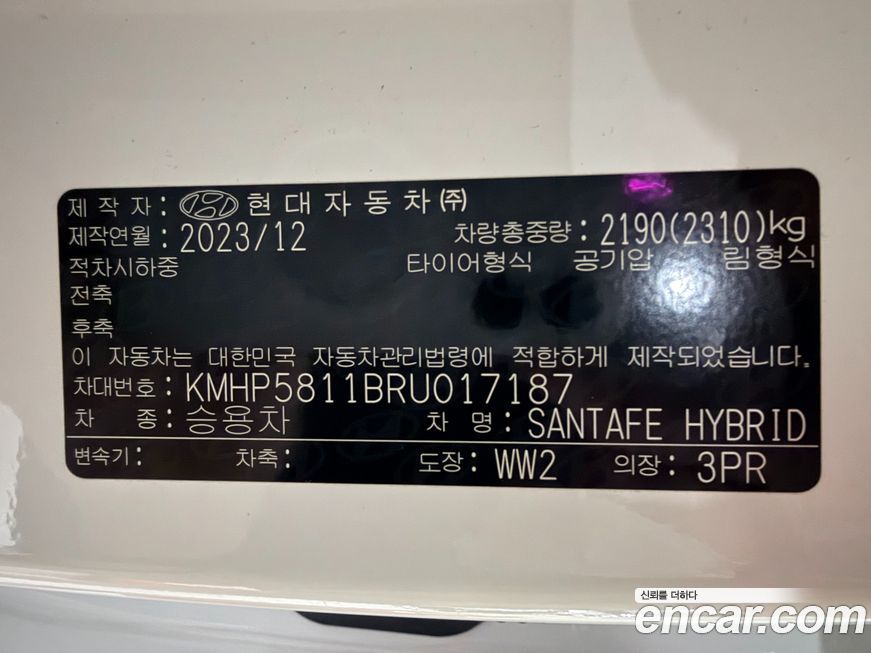 제 작 자 : 현대자동차㈜
제작연월 : 2023/12 차량총중량 : 2190(2310)kg
적차시하중 타이어형식 공기압 림형식
전축
후축
이 자동차는 대한민국 자동차관리법령에 적합하게 제작되었습니다.
차대번호 : KMHP5811BRU017187
차 종 : 승용차 차 명 : SANTAFE HYBRID
변속기 : 차축 : 도장 : WW2 의장 : 3PR
신뢰를 더하다
encar.com